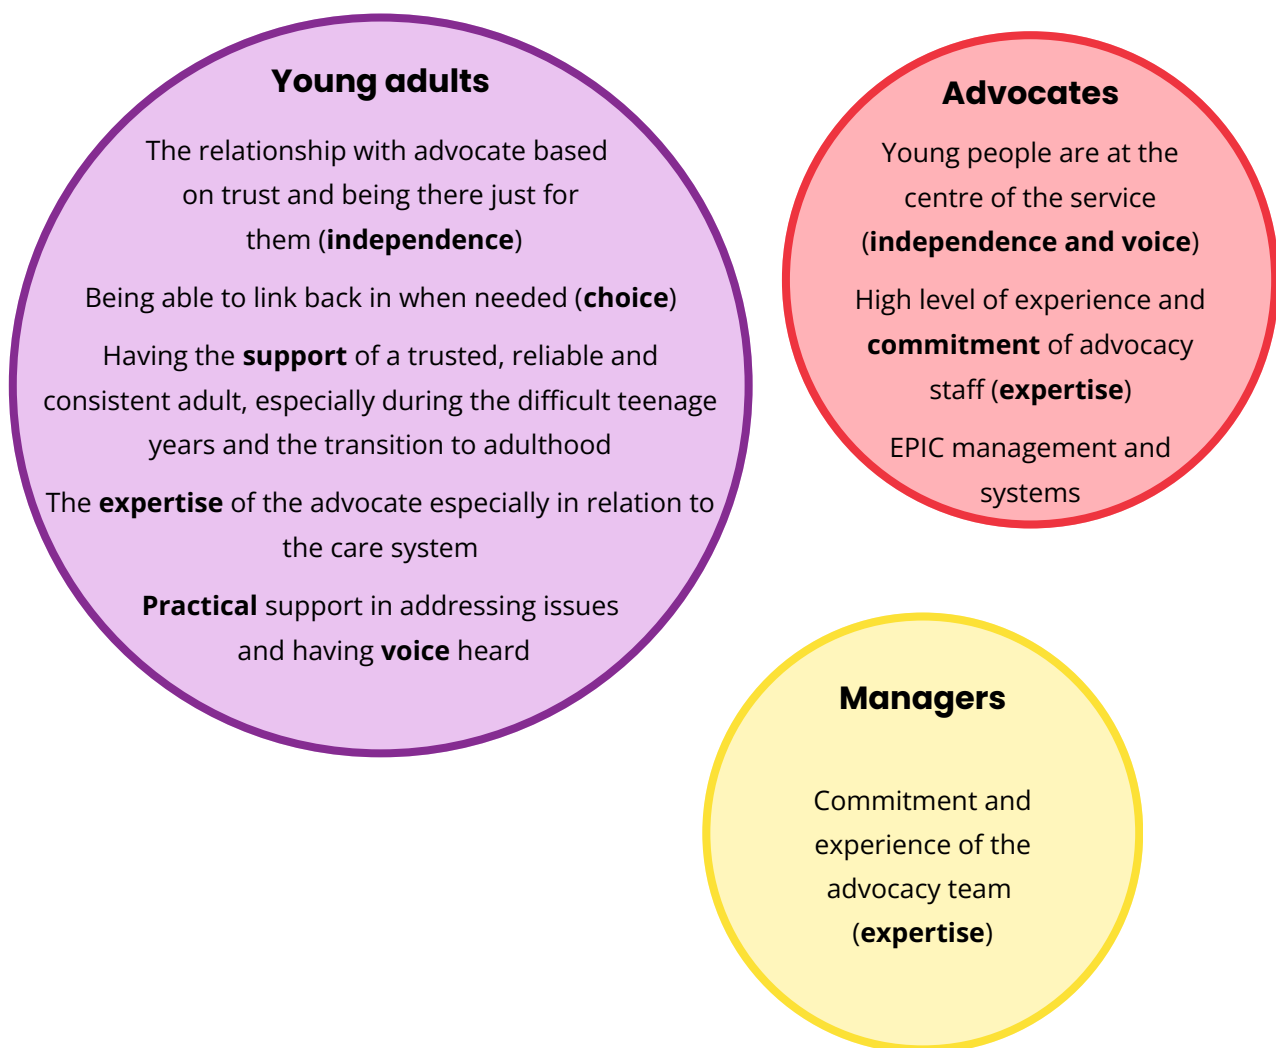 Young adults
The relationship with advocate based
on trust and being there just for
them (independence)
Being able to link back in when needed (choice)
Having the support of a trusted, reliable and
consistent adult, especially during the difficult teenage
years and the transition to adulthood
The expertise of the advocate especially in relation to
the care system
Practical support in addressing issues
and having voice heard
Advocates
Young people are at the
centre of the service
(independence and voice)
High level of experience and
commitment of advocacy
staff (expertise)
EPIC management and
systems
Managers
Commitment and
experience of the
advocacy team
(expertise)